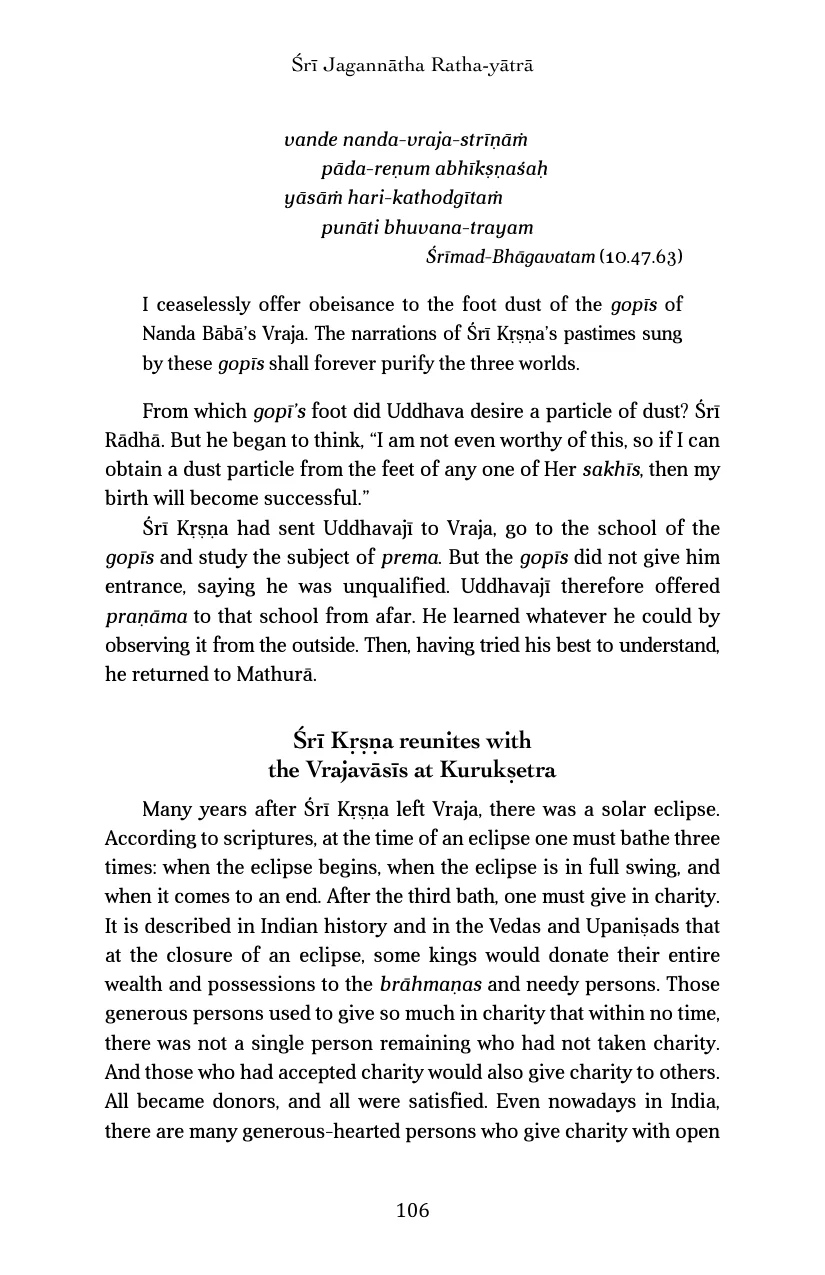 Śrī Jagannātha Ratha-yātrā
vande nanda-vraja-strīṇāṁ
pāda-reṇum abhīkṣṇaśaḥ
yāsāṁ hari-kathodgītaṁ
punāti bhuvana-trayam
Śrīmad-Bhāgavatam (10.47.63)
I ceaselessly offer obeisance to the foot dust of the gopīs of
Nanda Bābā’s Vraja. The narrations of Śrī Kṛṣṇa’s pastimes sung
by these gopīs shall forever purify the three worlds.
From which gopī’s foot did Uddhava desire a particle of dust? Śrī
Rādhā. But he began to think, “I am not even worthy of this, so if I can
obtain a dust particle from the feet of any one of Her sakhīs, then my
birth will become successful.”
Śrī Kṛṣṇa had sent Uddhavajī to Vraja, go to the school of the
gopīs and study the subject of prema. But the gopīs did not give him
entrance, saying he was unqualified. Uddhavajī therefore offered
praṇāma to that school from afar. He learned whatever he could by
observing it from the outside. Then, having tried his best to understand,
he returned to Mathurā.
Śrī Kṛṣṇa reunites with
the Vrajavāsīs at Kurukṣetra
Many years after Śrī Kṛṣṇa left Vraja, there was a solar eclipse.
According to scriptures, at the time of an eclipse one must bathe three
times: when the eclipse begins, when the eclipse is in full swing, and
when it comes to an end. After the third bath, one must give in charity.
It is described in Indian history and in the Vedas and Upaniṣads that
at the closure of an eclipse, some kings would donate their entire
wealth and possessions to the brāhmaṇas and needy persons. Those
generous persons used to give so much in charity that within no time,
there was not a single person remaining who had not taken charity.
And those who had accepted charity would also give charity to others.
All became donors, and all were satisfied. Even nowadays in India,
there are many generous-hearted persons who give charity with open
106